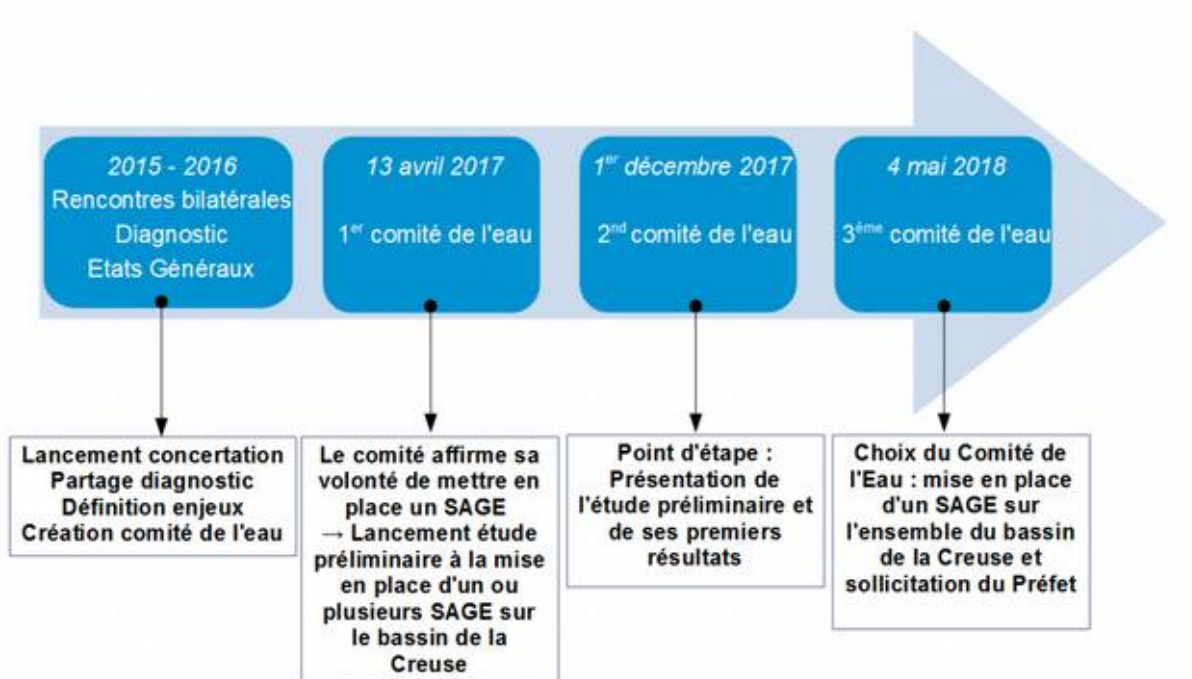 2015 - 2016
Rencontres bilatérales
Diagnostic
Etats Généraux
13 avril 2017
1er comité de l'eau
1er décembre 2017
2nd comité de l'eau
4 mai 2018
3éme comité de l'eau
Lancement concertation
Partage diagnostic
Définition enjeux
Création comité de l'eau
Le comité affirme sa
volonté de mettre en
place un SAGE
→ Lancement étude
préliminaire à la mise
en place d'un ou
plusieurs SAGE sur
le bassin de la
Creuse
Point d'étape :
Présentation de
l'étude préliminaire et
de ses premiers
résultats
Choix du Comité de
l'Eau : mise en place
d'un SAGE sur
l'ensemble du bassin
de la Creuse et
sollicitation du Préfet